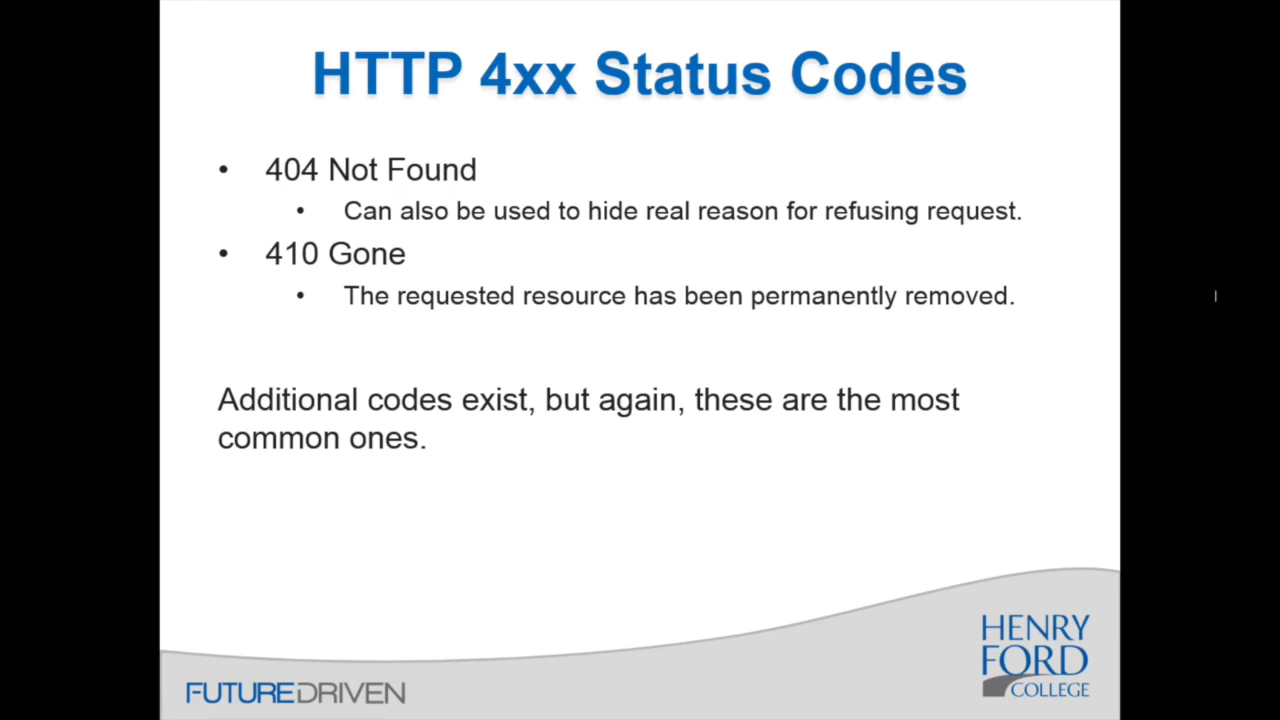 HTTP 4xx Status Codes
• 404 Not Found
• Can also be used to hide real reason for refusing request.
• 410 Gone
• The requested resource has been permanently removed.
Additional codes exist, but again, these are the most
common ones.
FUTUREDRIVEN
HENRY
FORD
COLLEGE